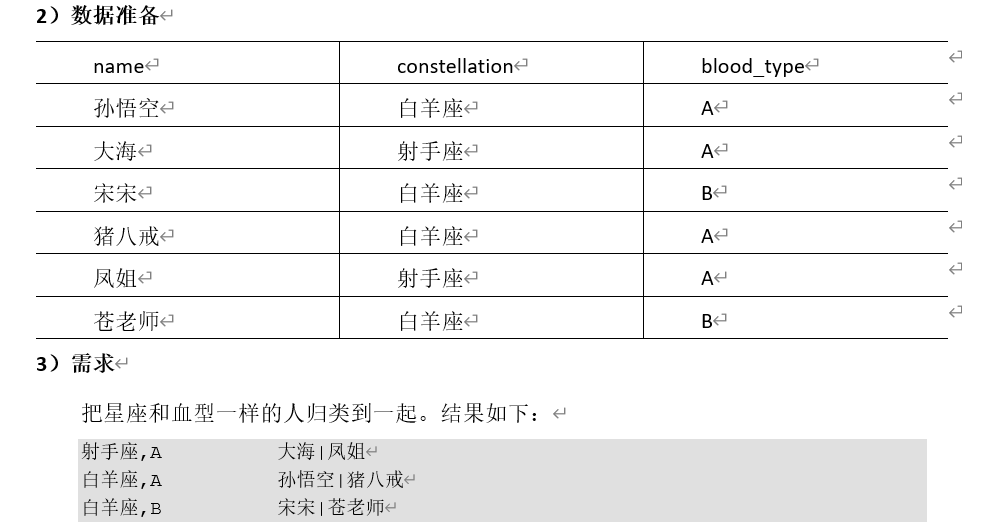 2）数据准备↵
name↵ constellation↵ blood_type↵ ↵
孙悟空↵ 白羊座↵ A↵ ↵
大海↵ 射手座↵ A↵ ↵
宋宋↵ 白羊座↵ B↵ ↵
猪八戒↵ 白羊座↵ A↵ ↵
凤姐↵ 射手座↵ A↵ ↵
苍老师↵ 白羊座↵ B↵ ↵
3）需求↵
把星座和血型一样的人归类到一起。结果如下：↵
射手座,A 大海|凤姐↵
白羊座,A 孙悟空|猪八戒↵
白羊座,B 宋宋|苍老师↵